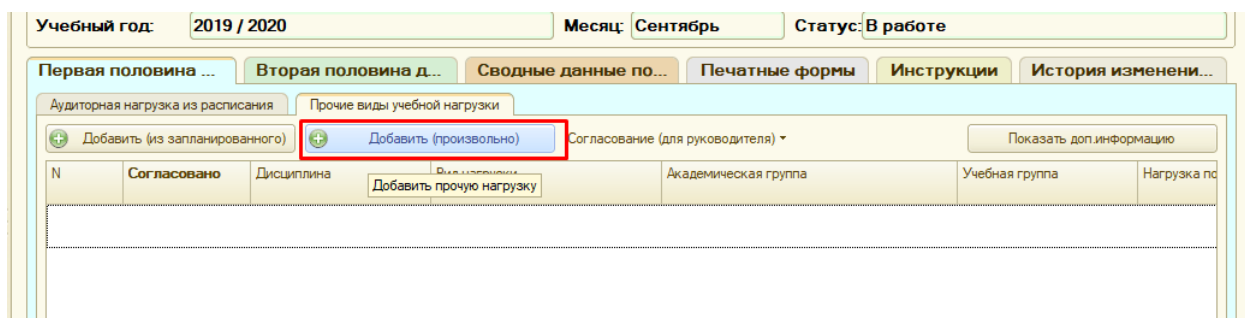 Учебный год: 2019 / 2020 Месяц: Сентябрь Статус: В работе
Первая половина ... Вторая половина д... Сводные данные по... Печатные формы Инструкции История изменени...
Аудиторная нагрузка из расписания Прочие виды учебной нагрузки
Добавить (из запланированного) Добавить (произвольно) Согласование (для руководителя) Показать доп.информацию
N Согласовано Дисциплина Вид нагрузки Академическая группа Учебная группа Нагрузка по
Добавить прочую нагрузку